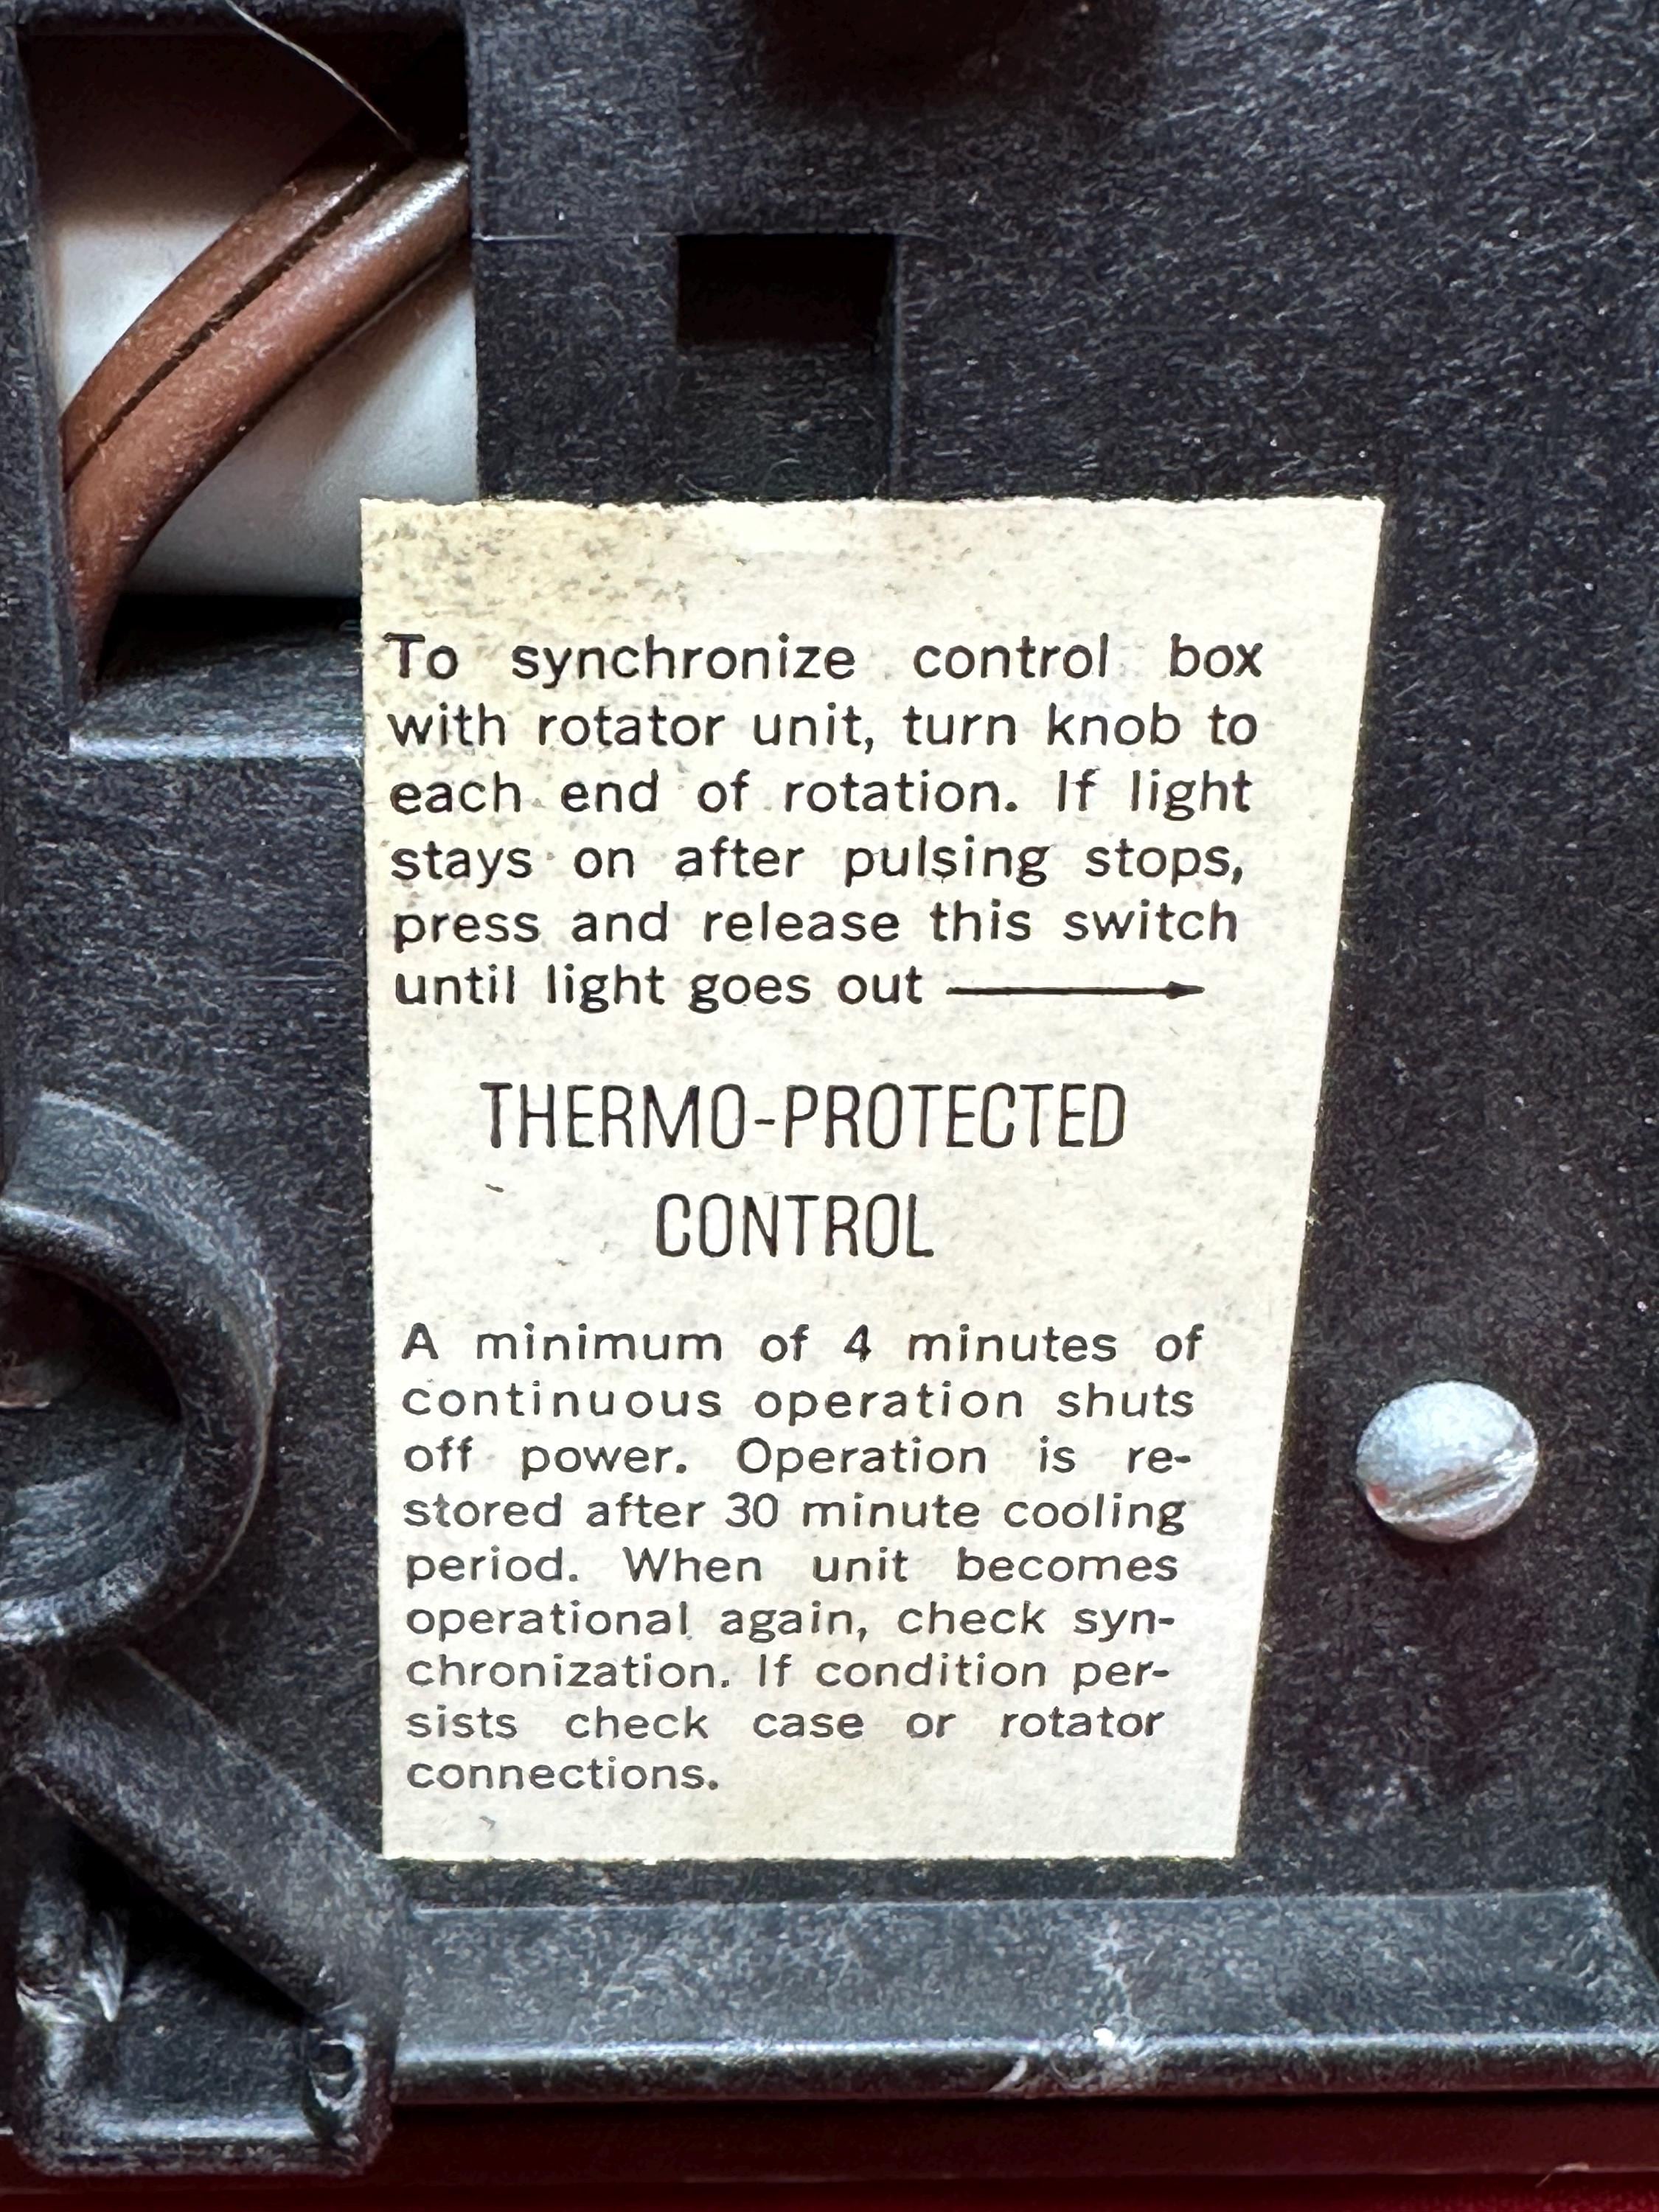 To synchronize control box
with rotator unit, turn knob to
each end of rotation. If light
stays on after pulsing stops,
press and release this switch
until light goes out
THERMO-PROTECTED
CONTROL
A minimum of 4 minutes of
continuous operation shuts
off power. Operation is re-
stored after 30 minute cooling
period. When unit becomes
operational again, check syn-
chronization. If condition per-
sists check case or rotator
connections.